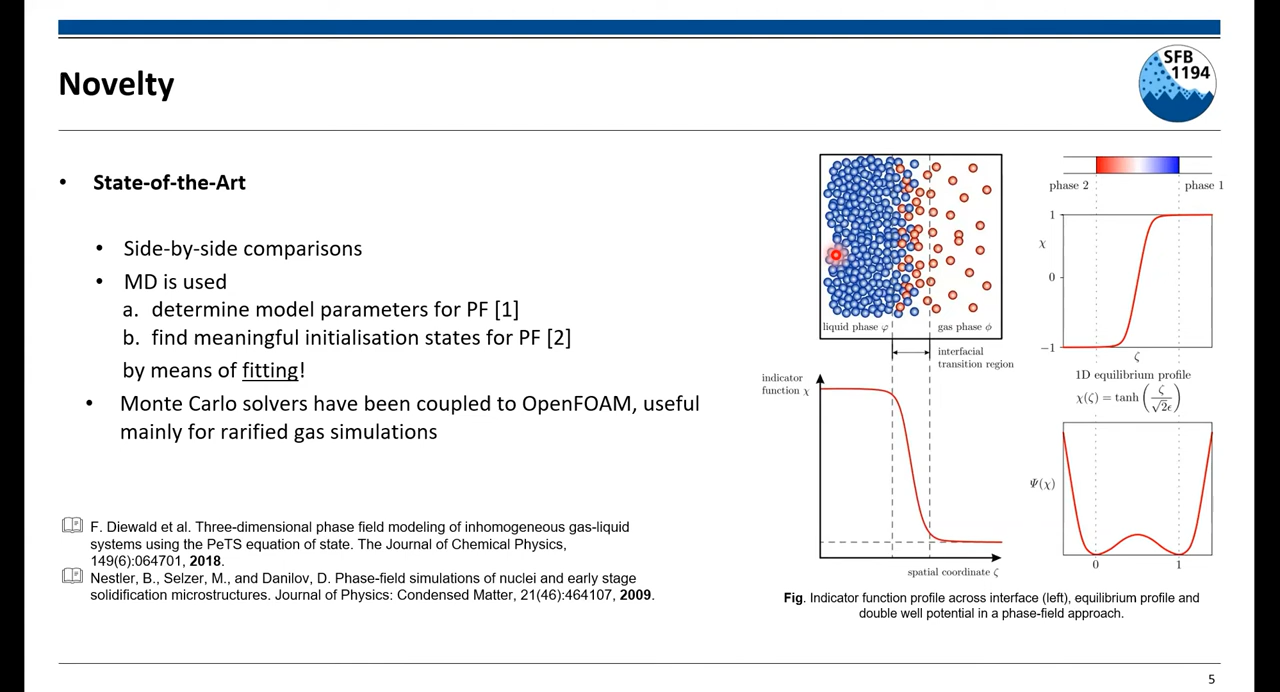 SFB
1194
Novelty
• State-of-the-Art
• Side-by-side comparisons
• MD is used
a. determine model parameters for PF [1]
b. find meaningful initialisation states for PF [2]
by means of fitting!
• Monte Carlo solvers have been coupled to OpenFOAM, useful
mainly for rarified gas simulations
F. Diewald et al. Three-dimensional phase field modeling of inhomogeneous gas-liquid
systems using the PeTS equation of state. The Journal of Chemical Physics,
149(6):064701, 2018.
Nestler, B., Selzer, M., and Danilov, D. Phase-field simulations of nuclei and early stage
solidification microstructures. Journal of Physics: Condensed Matter, 21(46):464107, 2009.
liquid phase φ
gas phase ϕ
interfacial
transition region
indicator
function χ
spatial coordinate ζ
phase 2
phase 1
1
χ
0
−1
ζ
1D equilibrium profile
χ(ζ) = tanh (ζ/√2ϵ)
Ψ(χ)
0
1
Fig. Indicator function profile across interface (left), equilibrium profile and
double well potential in a phase-field approach.
5